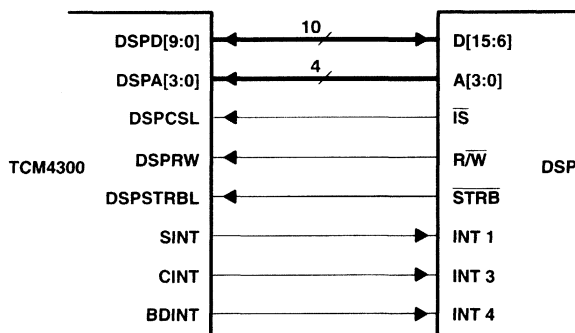 10
DSPD[9:0] D[15:6]
4
DSPA[3:0] A[3:0]
DSPCSL IS
TCM4300 DSPRW R/W DSP
DSPSTRBL STRB
SINT INT 1
CINT INT 3
BDINT INT 4